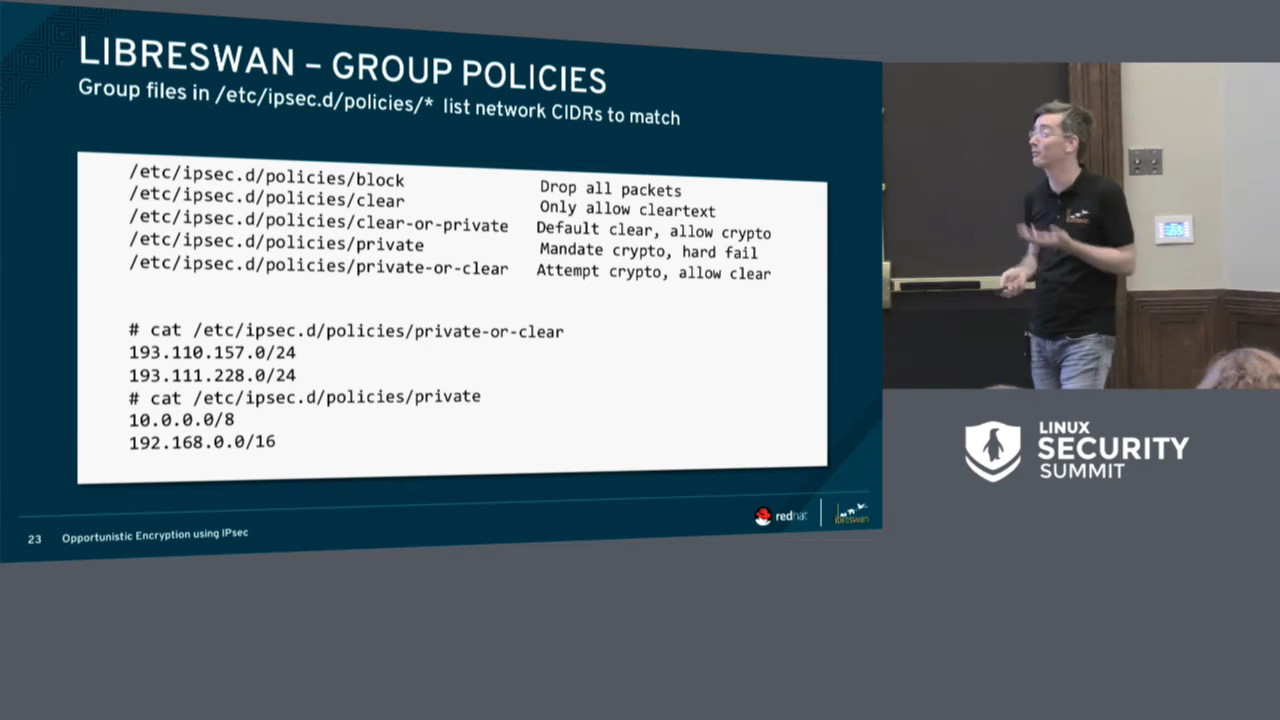 LIBRESWAN – GROUP POLICIES
Group files in /etc/ipsec.d/policies/* list network CIDRs to match
/etc/ipsec.d/policies/block Drop all packets
/etc/ipsec.d/policies/clear Only allow cleartext
/etc/ipsec.d/policies/clear-or-private Default clear, allow crypto
/etc/ipsec.d/policies/private Mandate crypto, hard fail
/etc/ipsec.d/policies/private-or-clear Attempt crypto, allow clear
# cat /etc/ipsec.d/policies/private-or-clear
193.110.157.0/24
193.111.228.0/24
# cat /etc/ipsec.d/policies/private
10.0.0.0/8
192.168.0.0/16
23 Opportunistic Encryption using IPsec
redhat
libreswan
LINUX
SECURITY
SUMMIT